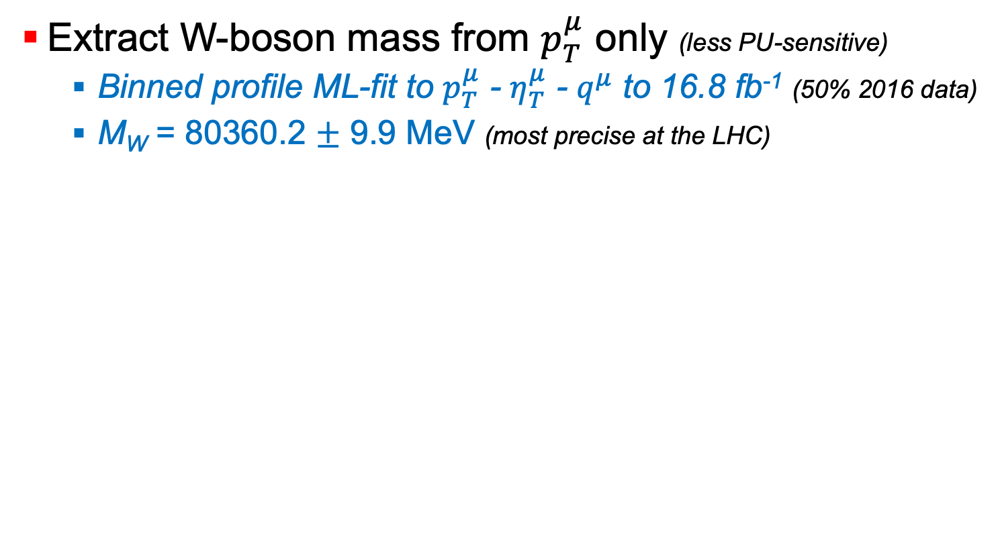 ▪ Extract W-boson mass from $p_T^\mu$ only (less PU-sensitive)
▪ Binned profile ML-fit to $p_T^\mu$ - $\eta_T^\mu$ - $q^\mu$ to 16.8 fb$^{-1}$ (50% 2016 data)
▪ $M_W$ = 80360.2 ± 9.9 MeV (most precise at the LHC)